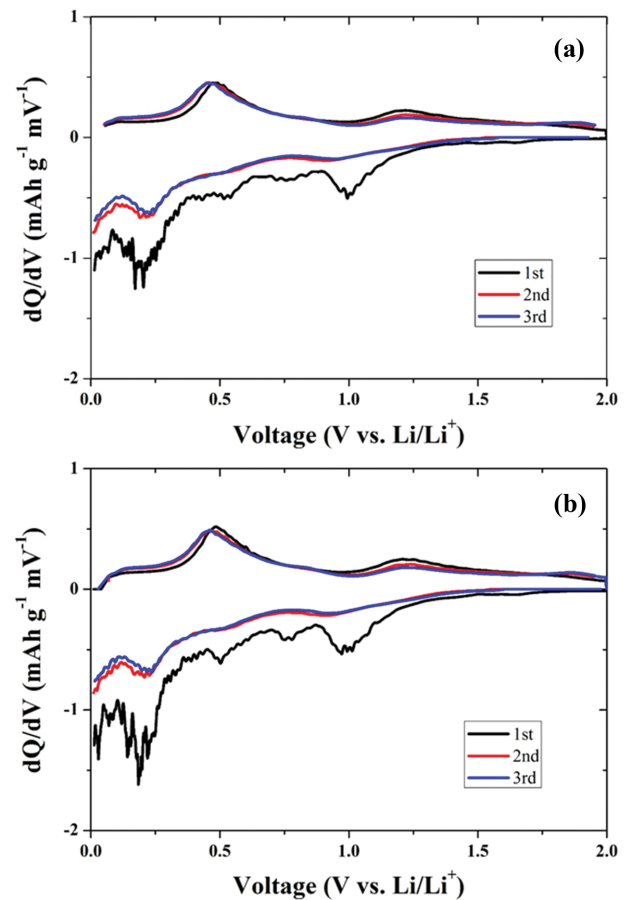 (a)
1
0
-1
-2
dQ/dV (mAh g⁻¹ mV⁻¹)
1st
2nd
3rd
0.0 0.5 1.0 1.5 2.0
Voltage (V vs. Li/Li⁺)
(b)
1
0
-1
-2
dQ/dV (mAh g⁻¹ mV⁻¹)
1st
2nd
3rd
0.0 0.5 1.0 1.5 2.0
Voltage (V vs. Li/Li⁺)